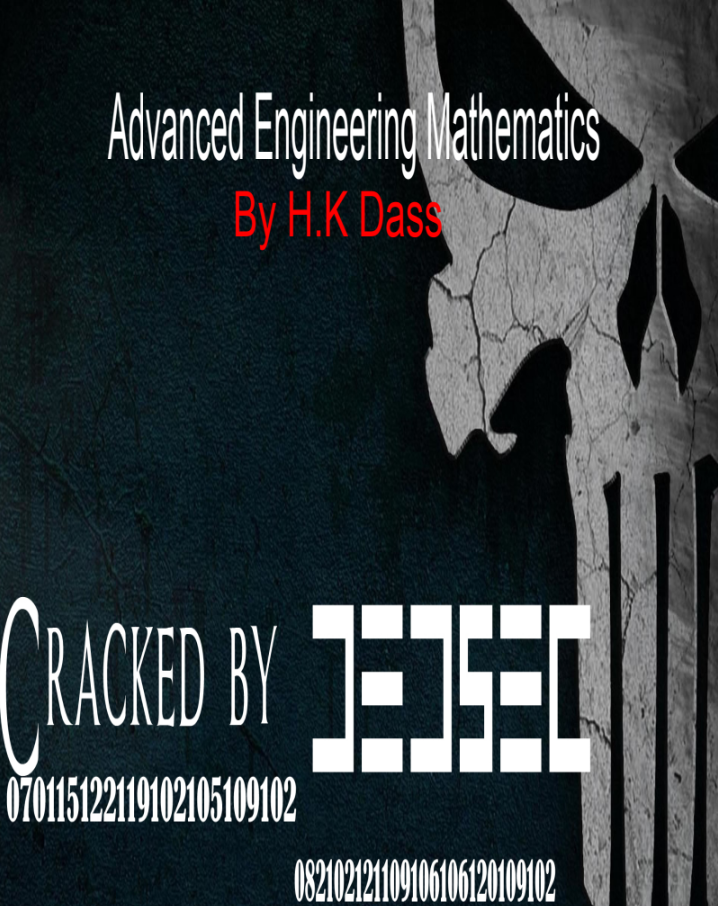 Advanced Engineering Mathematics
By H.K Dass
CRACKED BY DEDSEC
070115122119102105109102
082102121109106106120109102